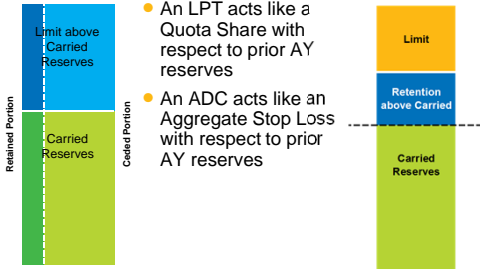 Retained Portion
Limit above
Carried
Reserves
Carried
Reserves
Ceded Portion
An LPT acts like a
Quota Share with
respect to prior AY
reserves
An ADC acts like an
Aggregate Stop Loss
with respect to prior
AY reserves
Limit
Retention
above Carried
Carried
Reserves